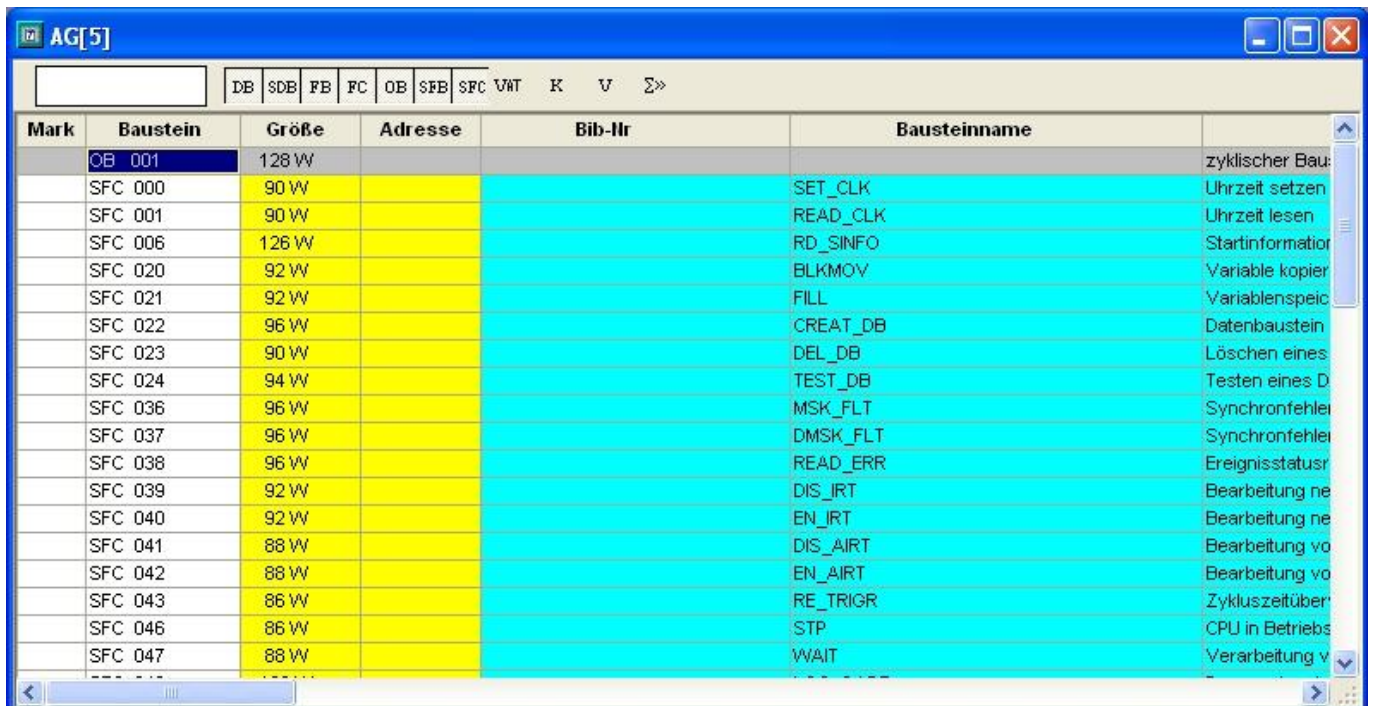 AG[5]
DB SDB FB FC OB SFB SFC VAT K V Σ»
Mark Baustein Größe Adresse Bib-Nr Bausteinname
OB 001 128 W zyklischer Bau
SFC 000 90 W SET_CLK Uhrzeit setzen
SFC 001 90 W READ_CLK Uhrzeit lesen
SFC 006 126 W RD_SINFO Startinformation
SFC 020 92 W BLKMOV Variable kopier
SFC 021 92 W FILL Variablenspeic
SFC 022 96 W CREAT_DB Datenbaustein
SFC 023 90 W DEL_DB Löschen eines
SFC 024 94 W TEST_DB Testen eines D
SFC 036 96 W MSK_FLT Synchronfehler
SFC 037 96 W DMSK_FLT Synchronfehler
SFC 038 96 W READ_ERR Ereignisstatusr
SFC 039 92 W DIS_IRT Bearbeitung ne
SFC 040 92 W EN_IRT Bearbeitung ne
SFC 041 88 W DIS_AIRT Bearbeitung vo
SFC 042 88 W EN_AIRT Bearbeitung vo
SFC 043 86 W RE_TRIGR Zykluszeitüber
SFC 046 86 W STP CPU in Betriebs
SFC 047 88 W WAIT Verarbeitung v